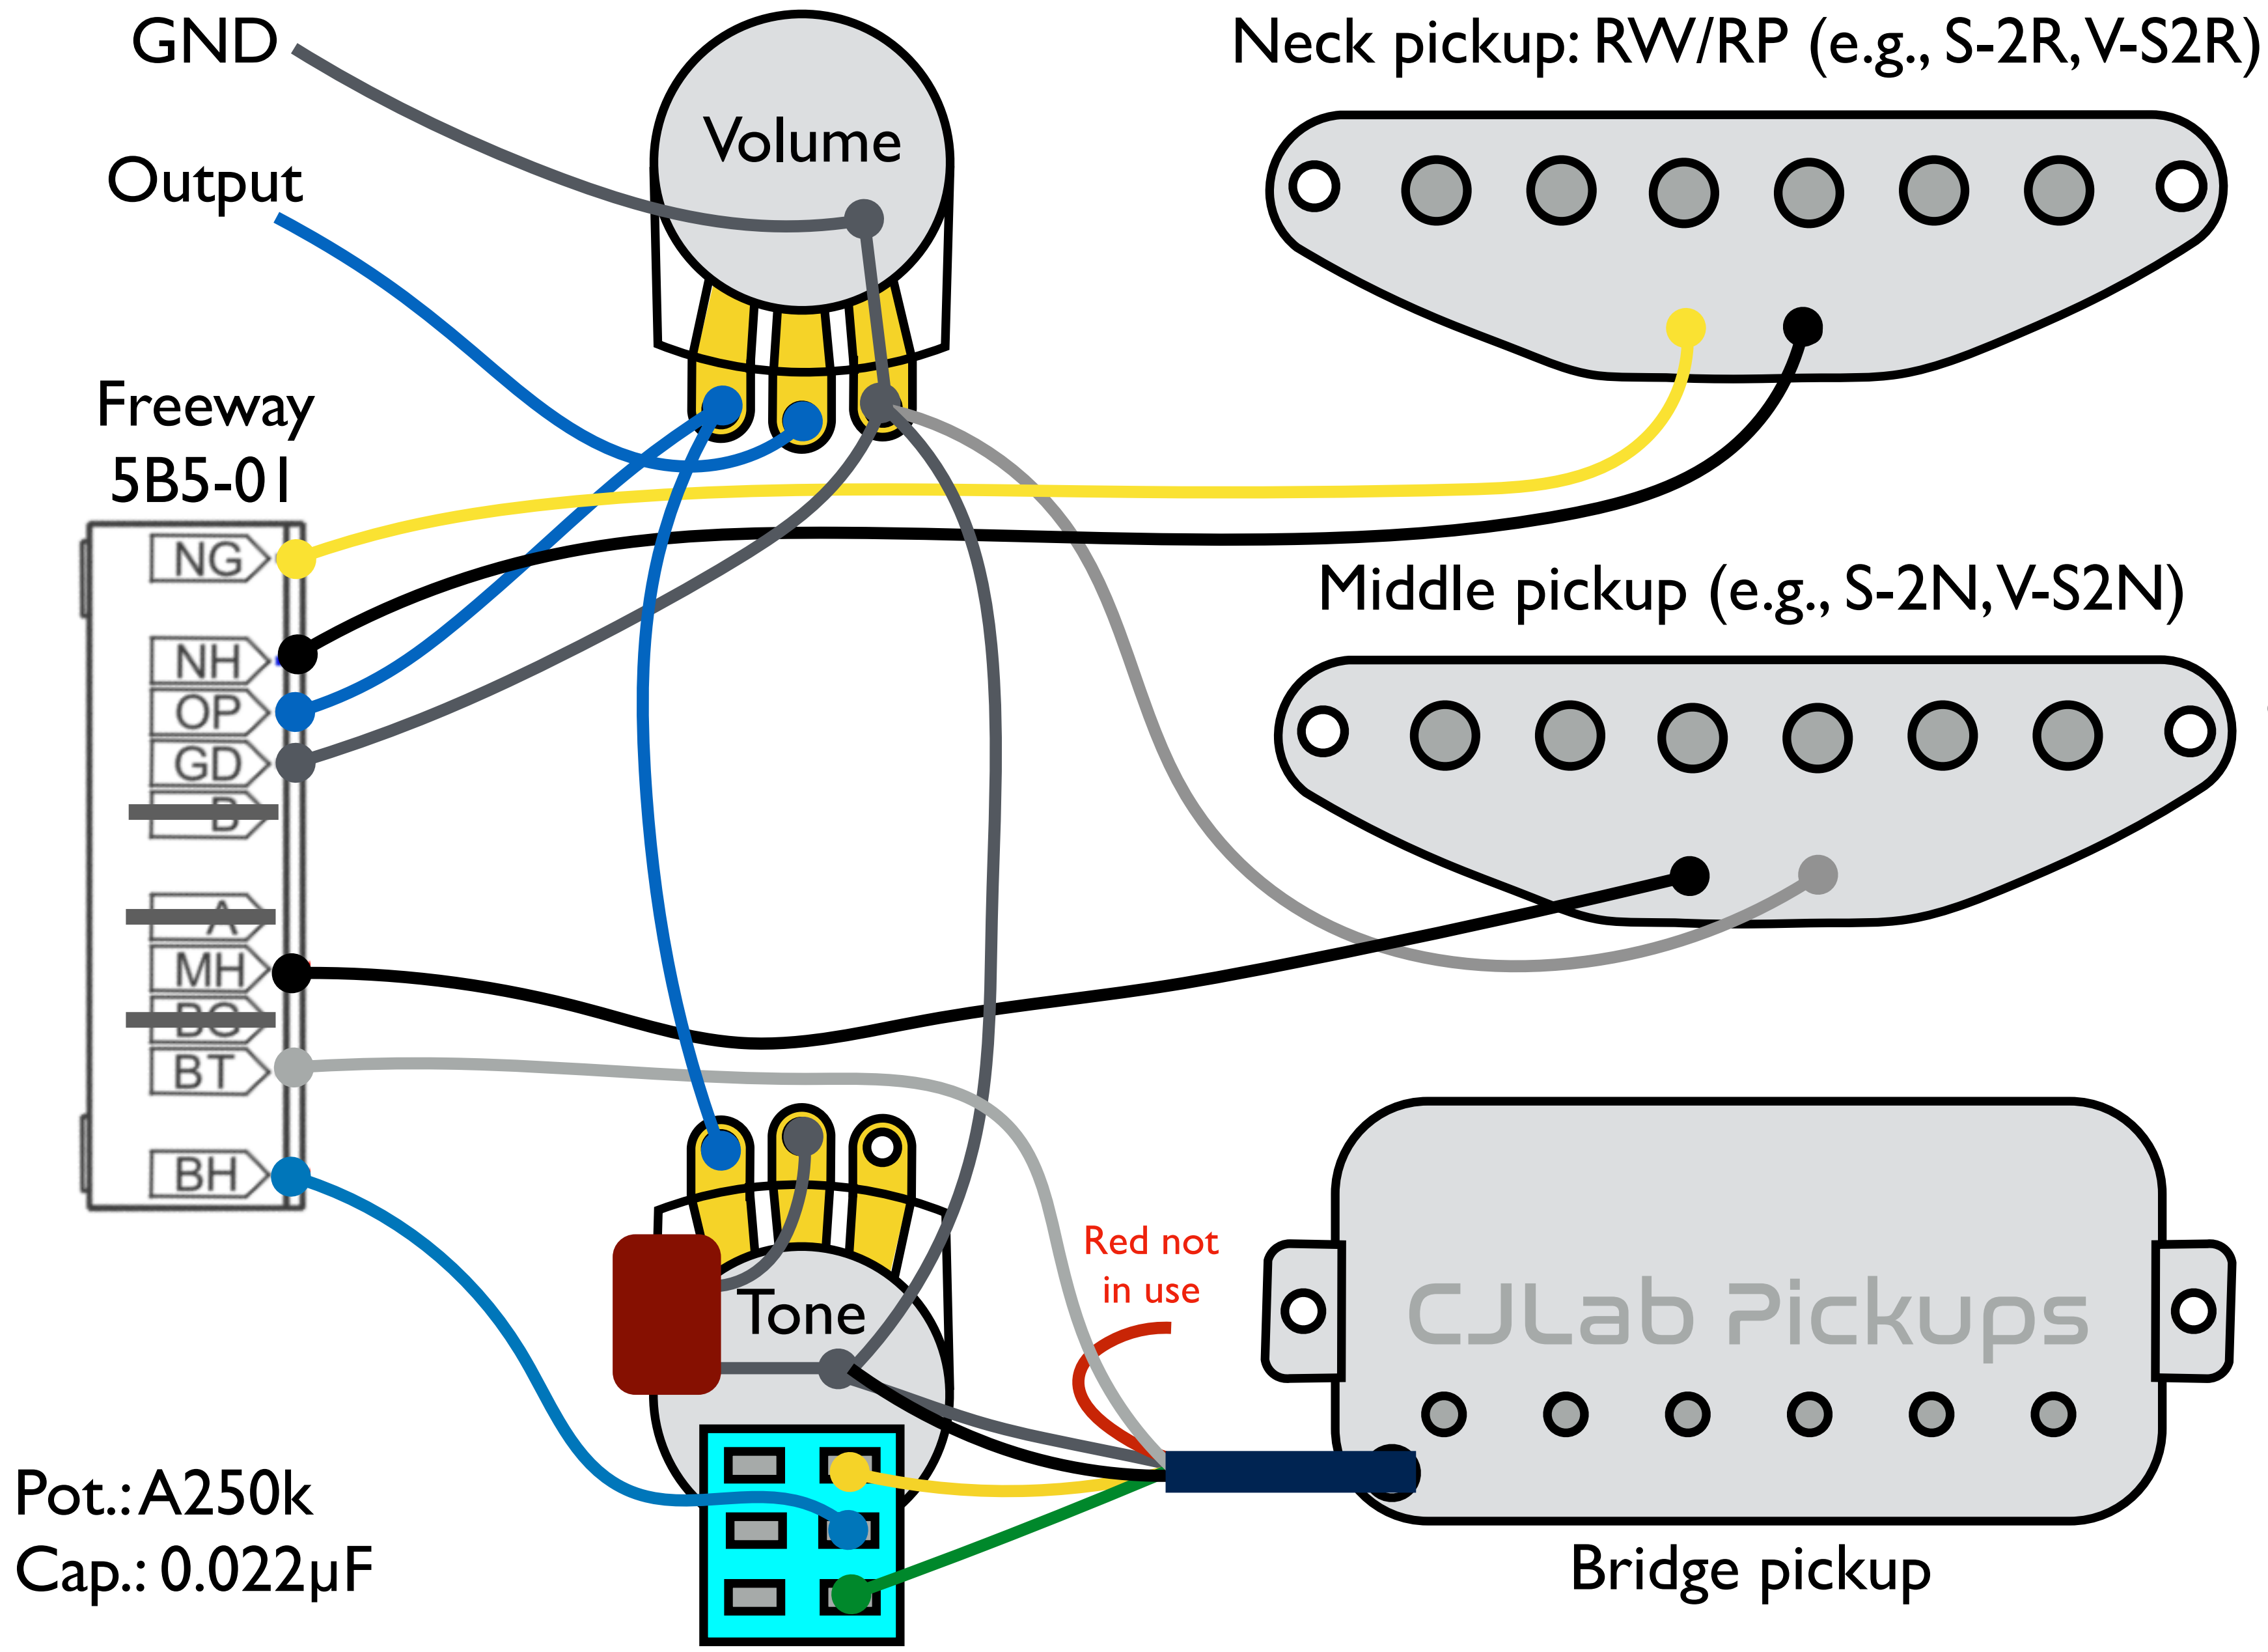 GND
Output
Volume
Neck pickup: RW/RP (e.g., S-2R, V-S2R)
Freeway
5B5-01
NG
NH
OP
GD
B
A
MH
BG
BT
BH
Middle pickup (e.g., S-2N, V-S2N)
Red not
in use
Tone
CJLab Pickups
Bridge pickup
Pot.: A250k
Cap.: 0.022µF